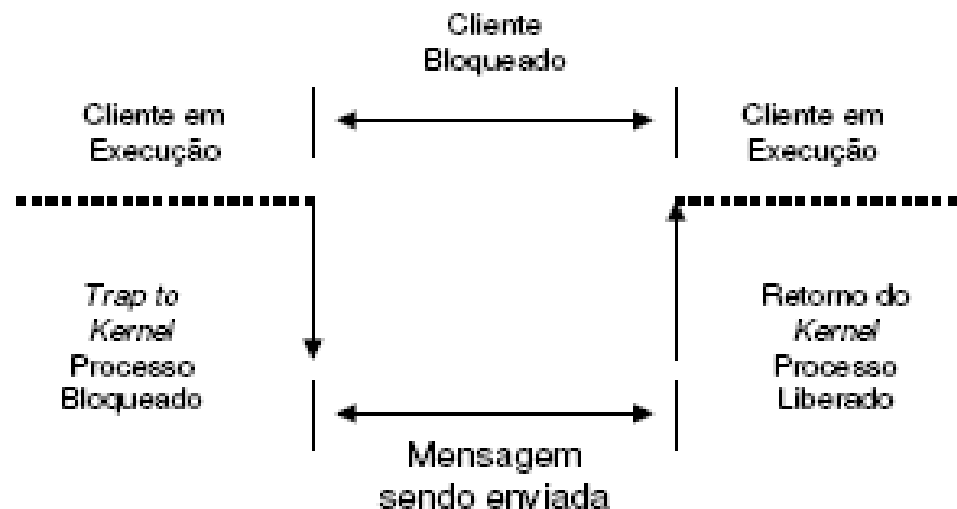 Cliente
Bloqueado
Cliente em
Execução
Cliente em
Execução
Trap to
Kernel
Processo
Bloqueado
Retorno do
Kernel
Processo
Liberado
Mensagem
sendo enviada